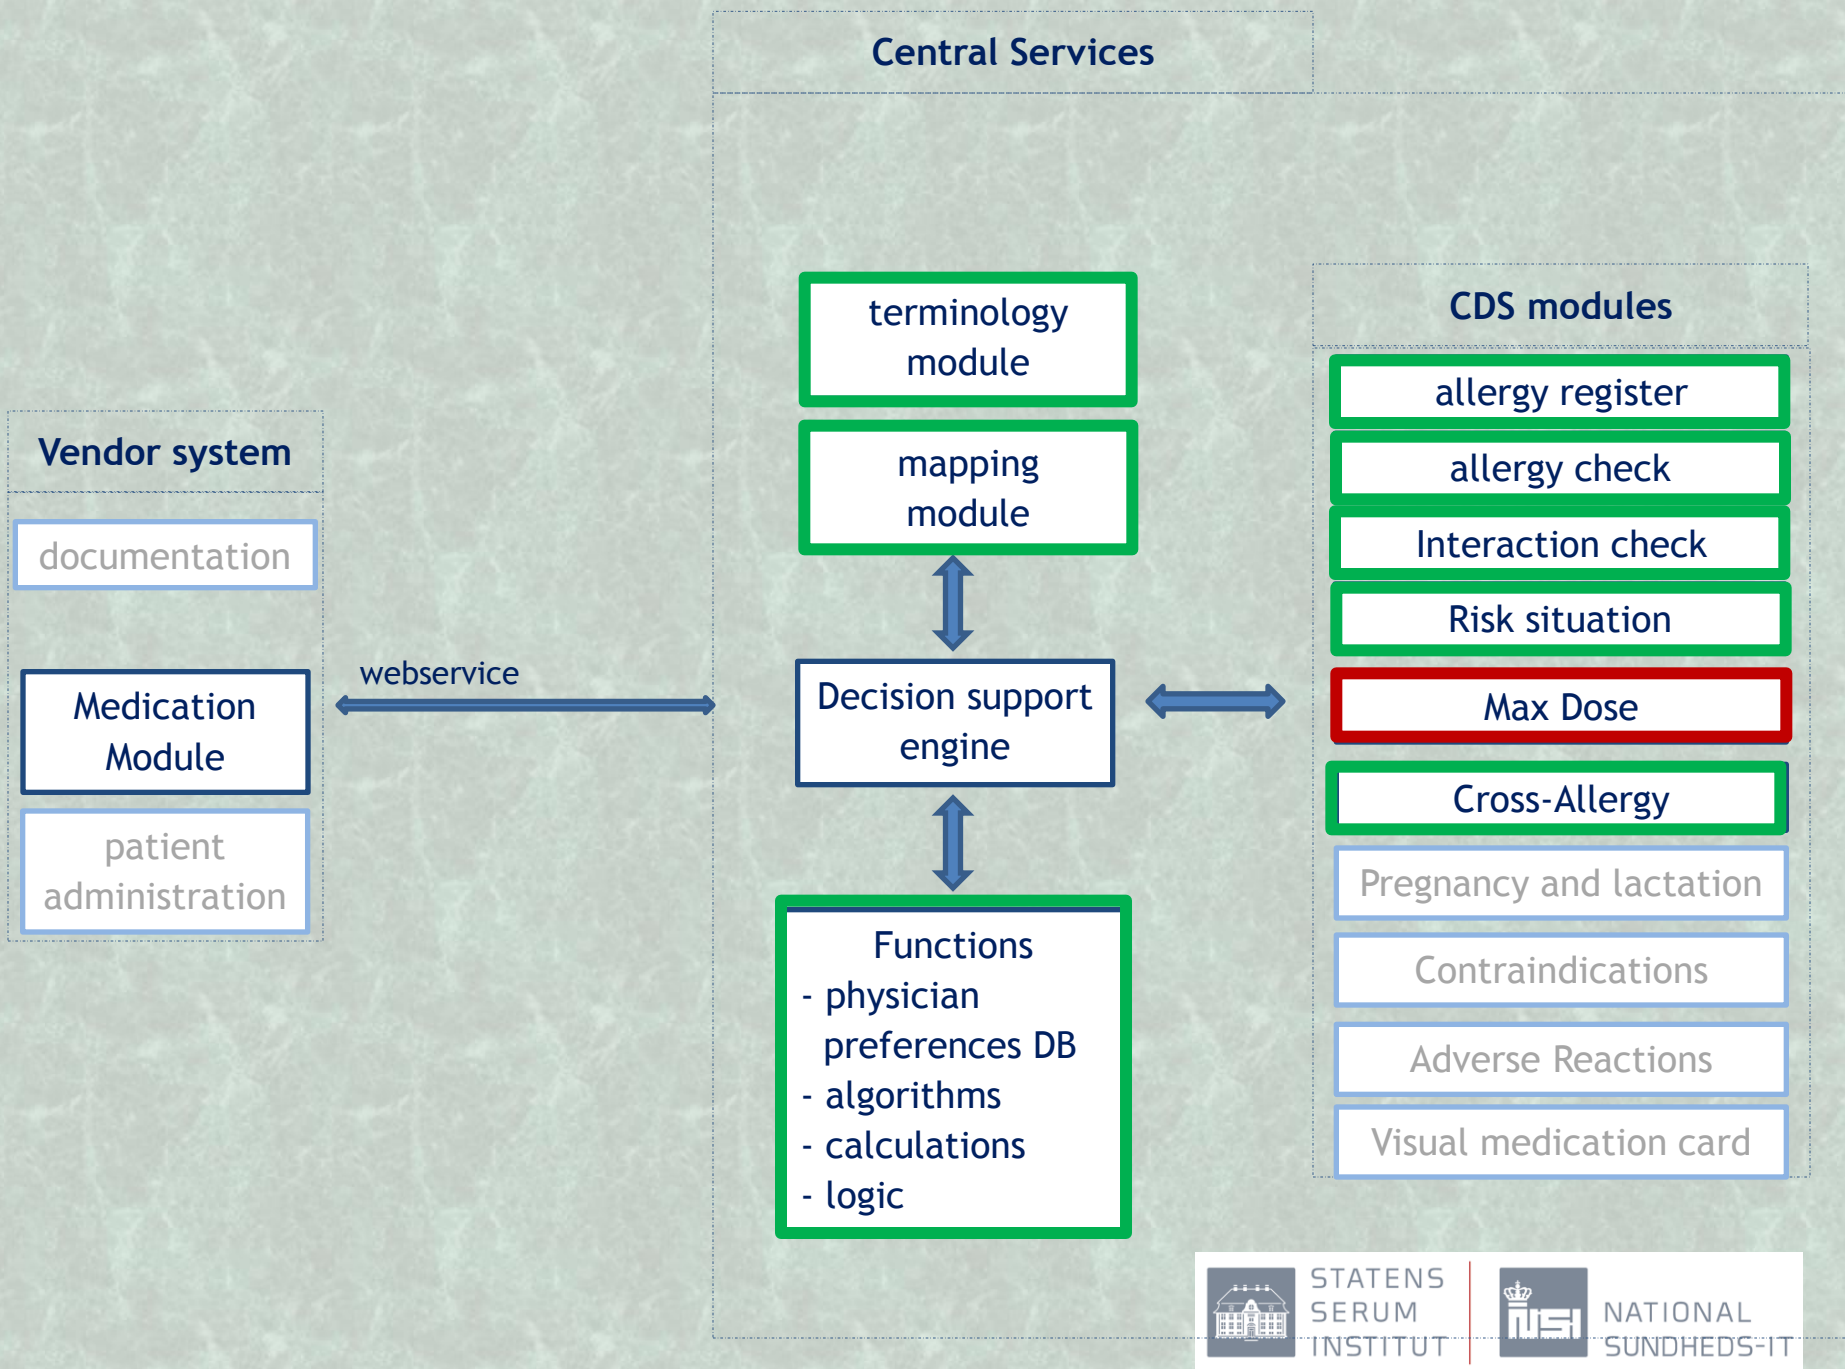 Central Services
terminology
module
mapping
module
Decision support
engine
Functions
- physician
preferences DB
- algorithms
- calculations
- logic
Vendor system
documentation
Medication
Module
patient
administration
webservice
CDS modules
allergy register
allergy check
Interaction check
Risk situation
Max Dose
Cross-Allergy
Pregnancy and lactation
Contraindications
Adverse Reactions
Visual medication card
STATENS
SERUM
INSTITUT
NSI
NATIONAL
SUNDHEDS-IT